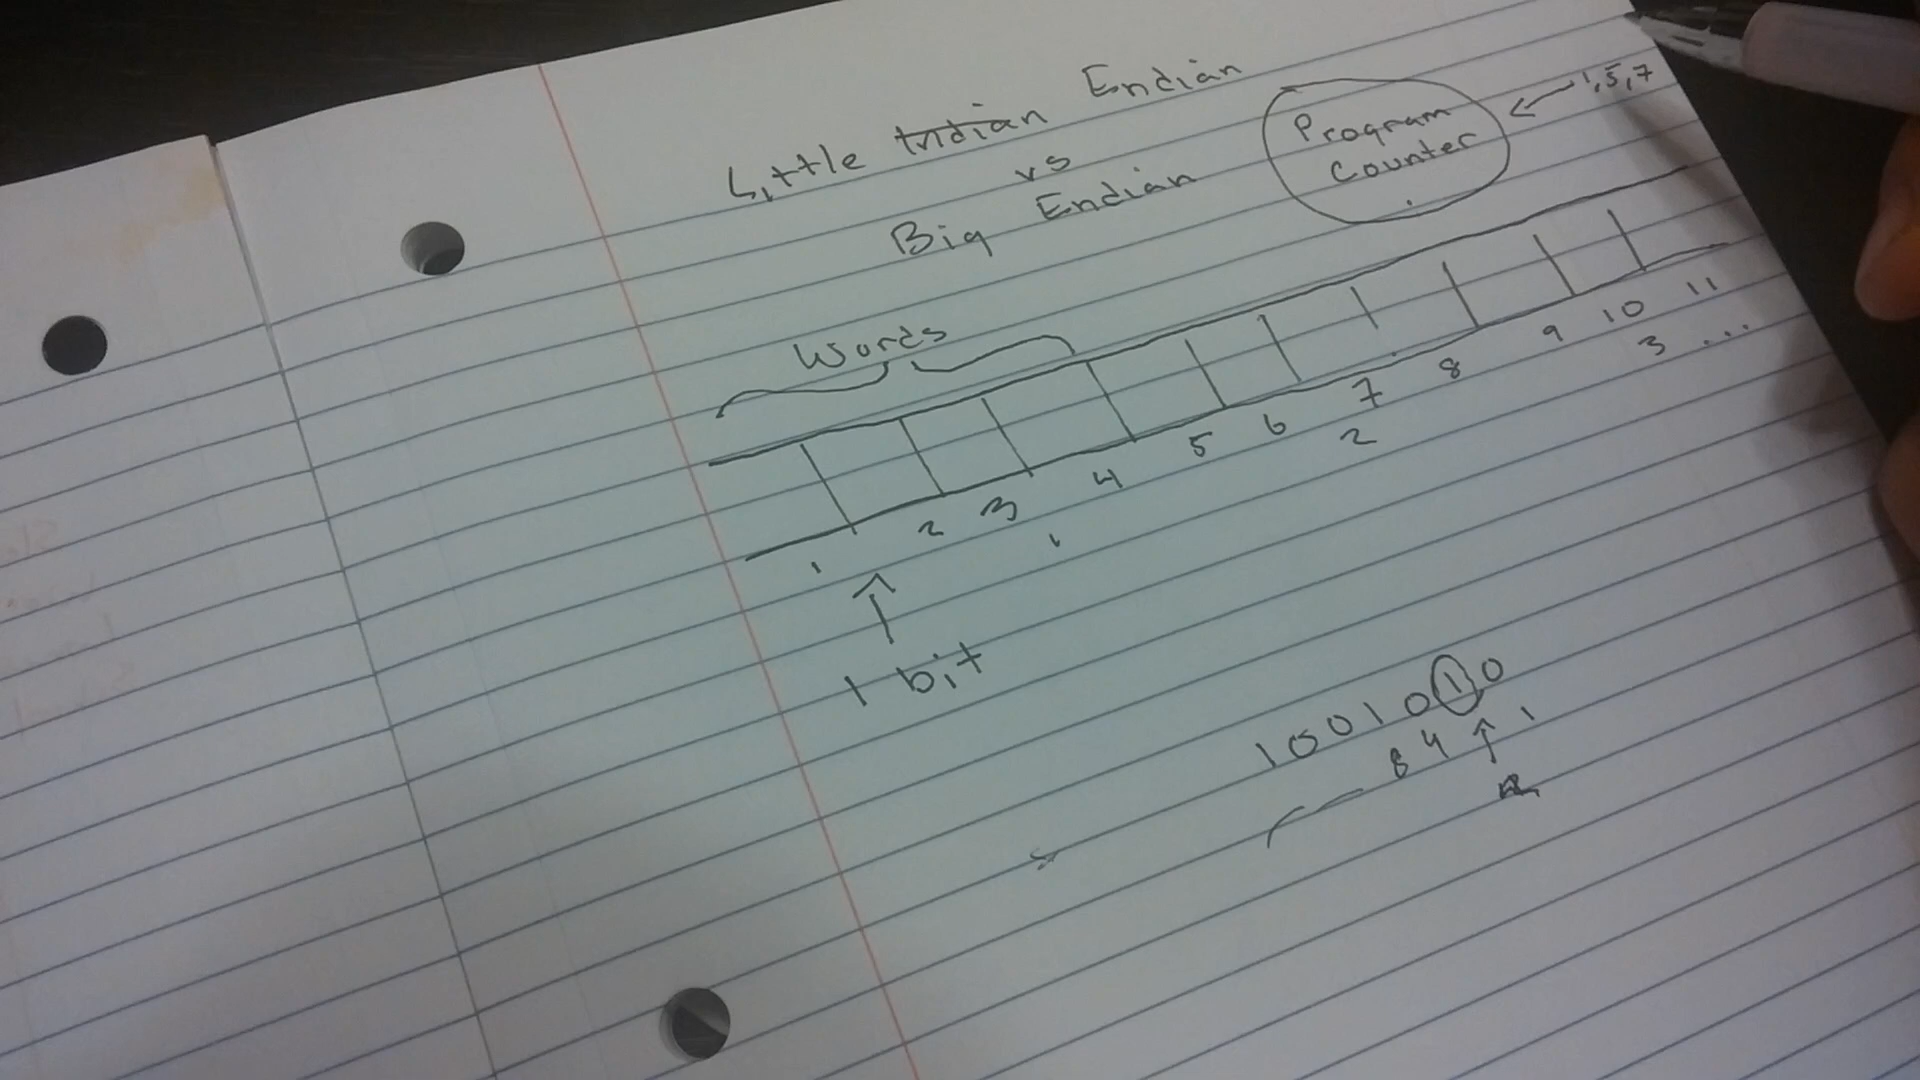 Little Indian Endian
vs
Big Endian
Program
Counter
1,5,7
Words
1 2 3 4 5 6 7 8 9 10 11
1 2 3 ...
1 bit
1001010
8 4 1